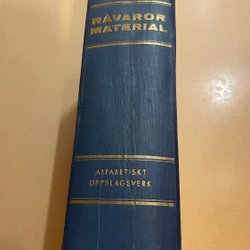 RÅVAROR
MATERIAL
ALFABETISKT
UPPSLAGSVERK